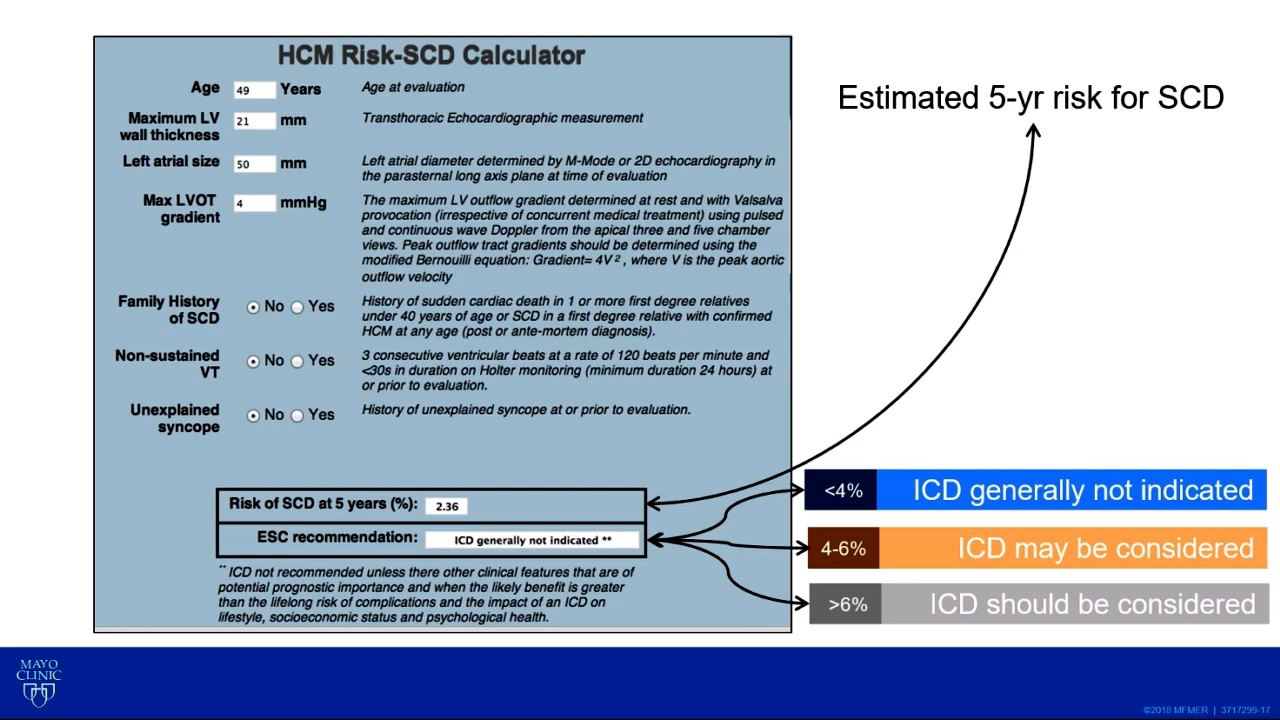 HCM Risk-SCD Calculator
Age 49 Years Age at evaluation
Maximum LV
wall thickness
21 mm Transthoracic Echocardiographic measurement
Left atrial size 50 mm Left atrial diameter determined by M-Mode or 2D echocardiography in
the parasternal long axis plane at time of evaluation
Max LVOT
gradient
4 mmHg The maximum LV outflow gradient determined at rest and with Valsalva
provocation (irrespective of concurrent medical treatment) using pulsed
and continuous wave Doppler from the apical three and five chamber
views. Peak outflow tract gradients should be determined using the
modified Bernouilli equation: Gradient= 4V², where V is the peak aortic
outflow velocity
Family History
of SCD
No Yes History of sudden cardiac death in 1 or more first degree relatives
under 40 years of age or SCD in a first degree relative with confirmed
HCM at any age (post or ante-mortem diagnosis).
Non-sustained
VT
No Yes 3 consecutive ventricular beats at a rate of 120 beats per minute and
<30s in duration on Holter monitoring (minimum duration 24 hours) at
or prior to evaluation.
Unexplained
syncope
No Yes History of unexplained syncope at or prior to evaluation.
Risk of SCD at 5 years (%): 2.36
ESC recommendation: ICD generally not indicated **
** ICD not recommended unless there other clinical features that are of
potential prognostic importance and when the likely benefit is greater
than the lifelong risk of complications and the impact of an ICD on
lifestyle, socioeconomic status and psychological health.
Estimated 5-yr risk for SCD
<4% ICD generally not indicated
4-6% ICD may be considered
>6% ICD should be considered
MAYO
CLINIC
©2018 MFMER | 3717299-17